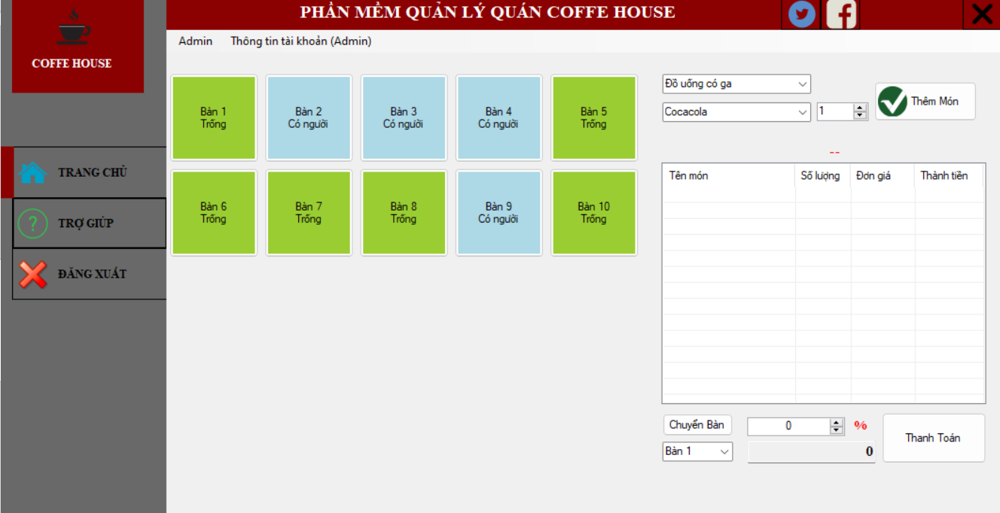 PHẦN MỀM QUẢN LÝ QUÁN COFFE HOUSE
COFFE HOUSE
Admin Thông tin tài khoản (Admin)
TRANG CHỦ
TRỢ GIÚP
ĐĂNG XUẤT
Bàn 1
Trống
Bàn 2
Có người
Bàn 3
Có người
Bàn 4
Có người
Bàn 5
Trống
Bàn 6
Trống
Bàn 7
Trống
Bàn 8
Trống
Bàn 9
Có người
Bàn 10
Trống
Đồ uống có ga
Cocacola 1
Thêm Món
--
Tên món Số lượng Đơn giá Thành tiền
Chuyển Bàn 0 %
Bàn 1 0
Thanh Toán